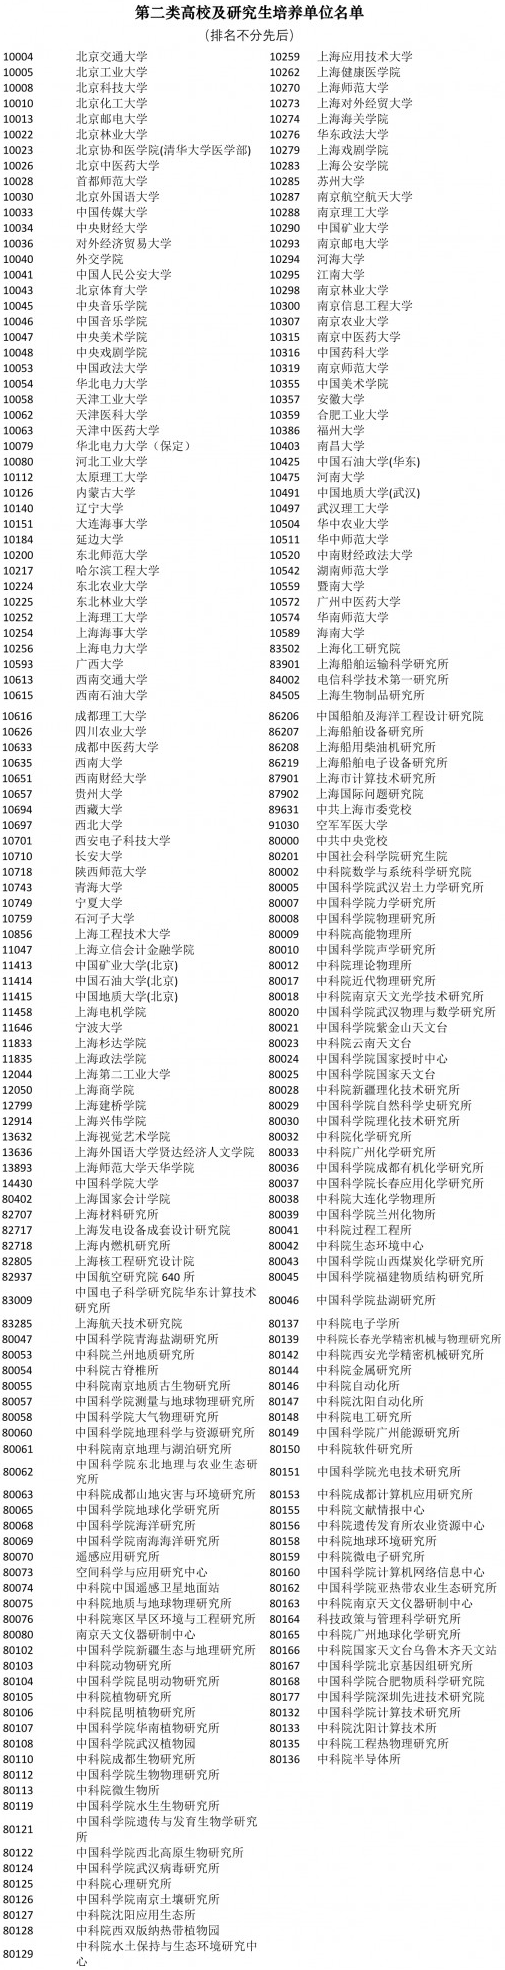 第二类高校及研究生培养单位名单
（排名不分先后）
10004 北京交通大学 10259 上海应用技术大学
10005 北京工业大学 10262 上海健康医学院
10008 北京科技大学 10270 上海师范大学
10010 北京化工大学 10273 上海对外经贸大学
10013 北京邮电大学 10274 上海海关学院
10022 北京林业大学 10276 华东政法大学
10023 北京协和医学院(清华大学医学部) 10279 上海戏剧学院
10026 北京中医药大学 10283 上海公安学院
10028 首都师范大学 10285 苏州大学
10030 北京外国语大学 10287 南京航空航天大学
10033 中国传媒大学 10288 南京理工大学
10034 中央财经大学 10290 中国矿业大学
10036 对外经济贸易大学 10293 南京邮电大学
10040 外交学院 10294 河海大学
10041 中国人民公安大学 10295 江南大学
10043 北京体育大学 10298 南京林业大学
10045 中央音乐学院 10300 南京信息工程大学
10046 中国音乐学院 10307 南京农业大学
10047 中央美术学院 10315 南京中医药大学
10048 中央戏剧学院 10316 中国药科大学
10053 中国政法大学 10319 南京师范大学
10054 华北电力大学 10355 中国美术学院
10058 天津工业大学 10357 安徽大学
10062 天津医科大学 10359 合肥工业大学
10063 天津中医药大学 10386 福州大学
10079 华北电力大学（保定） 10403 南昌大学
10080 河北工业大学 10425 中国石油大学(华东)
10112 太原理工大学 10475 河南大学
10126 内蒙古大学 10491 中国地质大学(武汉)
10140 辽宁大学 10497 武汉理工大学
10151 大连海事大学 10504 华中农业大学
10184 延边大学 10511 华中师范大学
10200 东北师范大学 10520 中南财经政法大学
10217 哈尔滨工程大学 10542 湖南师范大学
10224 东北农业大学 10559 暨南大学
10225 东北林业大学 10572 广州中医药大学
10252 上海理工大学 10574 华南师范大学
10254 上海海事大学 10589 海南大学
10256 上海电力大学 83502 上海化工研究院
10593 广西大学 83901 上海船舶运输科学研究所
10613 西南交通大学 84002 电信科学技术第一研究所
10615 西南石油大学 84505 上海生物制品研究所
10616 成都理工大学 86206 中国船舶及海洋工程设计研究院
10626 四川农业大学 86207 上海船舶设备研究所
10633 成都中医药大学 86208 上海船用柴油机研究所
10635 西南大学 86219 上海船舶电子设备研究所
10651 西南财经大学 87901 上海市计算技术研究所
10657 贵州大学 87902 上海国际问题研究院
10694 西藏大学 89631 中共上海市委党校
10697 西北大学 91030 空军军医大学
10701 西安电子科技大学 80000 中共中央党校
10710 长安大学 80201 中国社会科学院研究生院
10718 陕西师范大学 80002 中科院数学与系统科学研究院
10743 青海大学 80005 中国科学院武汉岩土力学研究所
10749 宁夏大学 80007 中国科学院力学研究所
10759 石河子大学 80008 中国科学院物理研究所
10856 上海工程技术大学 80009 中科院高能物理所
11047 上海立信会计金融学院 80010 中国科学院声学研究所
11413 中国矿业大学(北京) 80012 中科院理论物理所
11414 中国石油大学(北京) 80017 中科院近代物理研究所
11415 中国地质大学(北京) 80018 中科院南京天文光学技术研究所
11458 上海电机学院 80020 中国科学院武汉物理与数学研究所
11646 宁波大学 80021 中国科学院紫金山天文台
11833 上海杉达学院 80023 中科院云南天文台
11835 上海政法学院 80024 中国科学院国家授时中心
12044 上海第二工业大学 80025 中国科学院国家天文台
12050 上海商学院 80028 中科院新疆理化技术研究所
12799 上海建桥学院 80029 中国科学院自然科学史研究所
12914 上海兴伟学院 80030 中国科学院理化技术研究所
13632 上海视觉艺术学院 80032 中科院化学研究所
13636 上海外国语大学贤达经济人文学院 80033 中科院广州化学研究所
13893 上海师范大学天华学院 80036 中国科学院成都有机化学研究所
14430 中国科学院大学 80037 中国科学院长春应用化学研究所
80402 上海国家会计学院 80038 中科院大连化学物理所
82707 上海材料研究所 80039 中国科学院兰州化物所
82717 上海发电设备成套设计研究院 80041 中科院过程工程所
82718 上海内燃机研究所 80042 中科院生态环境中心
82805 上海核工程研究设计院 80043 中国科学院山西煤炭化学研究所
82937 中国航空研究院 640 所 80045 中国科学院福建物质结构研究所
83009 中国电子科学研究院华东计算技术
研究所 80046 中国科学院盐湖研究所
83285 上海航天技术研究院 80137 中科院电子学所
80047 中国科学院青海盐湖研究所 80139 中科院长春光学精密机械与物理研究所
80053 中科院兰州地质研究所 80142 中科院西安光学精密机械研究所
80054 中科院古脊椎所 80144 中科院金属研究所
80055 中科院南京地质古生物研究所 80146 中科院自动化所
80057 中国科学院测量与地球物理研究所 80147 中科院沈阳自动化所
80058 中国科学院大气物理研究所 80148 中科院电工研究所
80060 中国科学院地理科学与资源研究所 80149 中国科学院广州能源研究所
80061 中科院南京地理与湖泊研究所 80150 中科院软件研究所
80062 中国科学院东北地理与农业生态研
究所 80151 中国科学院光电技术研究所
80063 中科院成都山地灾害与环境研究所 80153 中科院成都计算机应用研究所
80065 中国科学院地球化学研究所 80155 中科院文献情报中心
80068 中国科学院海洋研究所 80156 中科院遗传发育所农业资源中心
80069 中国科学院南海海洋研究所 80158 中科院地球环境研究所
80070 遥感应用研究所 80159 中科院微电子研究所
80073 空间科学与应用研究中心 80160 中国科学院计算机网络信息中心
80074 中科院中国遥感卫星地面站 80162 中国科学院亚热带农业生态研究所
80075 中科院地质与地球物理研究所 80163 中科院南京天文仪器研制中心
80076 中科院寒区旱区环境与工程研究所 80164 科技政策与管理科学研究所
80080 南京天文仪器研制中心 80165 中科院广州地球化学研究所
80102 中国科学院新疆生态与地理研究所 80166 中科院国家天文台乌鲁木齐天文站
80103 中科院动物研究所 80167 中国科学院北京基因组研究所
80104 中国科学院昆明动物研究所 80168 中国科学院合肥物质科学研究院
80105 中科院植物研究所 80177 中国科学院深圳先进技术研究院
80106 中科院昆明植物研究所 80132 中国科学院计算技术研究所
80107 中国科学院华南植物研究所 80133 中科院沈阳计算技术所
80108 中国科学院武汉植物园 80135 中科院工程热物理研究所
80110 中科院成都生物研究所 80136 中科院半导体所
80112 中国科学院生物物理研究所
80113 中科院微生物所
80119 中国科学院水生生物研究所
80121 中国科学院遗传与发育生物学研究
所
80122 中国科学院西北高原生物研究所
80124 中国科学院武汉病毒研究所
80125 中科院心理研究所
80126 中国科学院南京土壤研究所
80127 中科院沈阳应用生态所
80128 中科院西双版纳热带植物园
80129 中科院水土保持与生态环境研究中
心